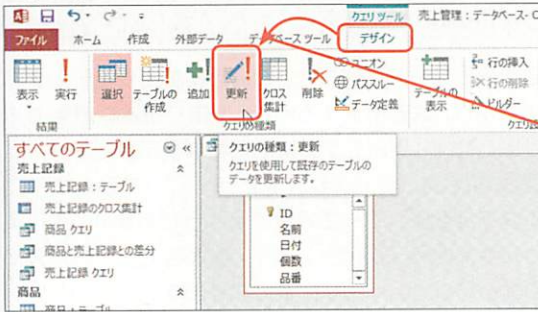 クエリ ツール 売上管理：データベース- 
ファイル ホーム 作成 外部データ データベース ツール デザイン
表示 実行 選択 テーブルの作成 追加 更新 クロス集計 削除 ユニオン パススルー データ定義 テーブルの表示 行の挿入 行の削除 ビルダー
結果 クエリの種類
すべてのテーブル
売上記録
売上記録：テーブル
売上記録のクロス集計
商品 クエリ
商品と売上記録との差分
売上記録 クエリ
商品
クエリの種類：更新
クエリを使用して既存のテーブルの
データを更新します。
ID
名前
日付
個数
品番